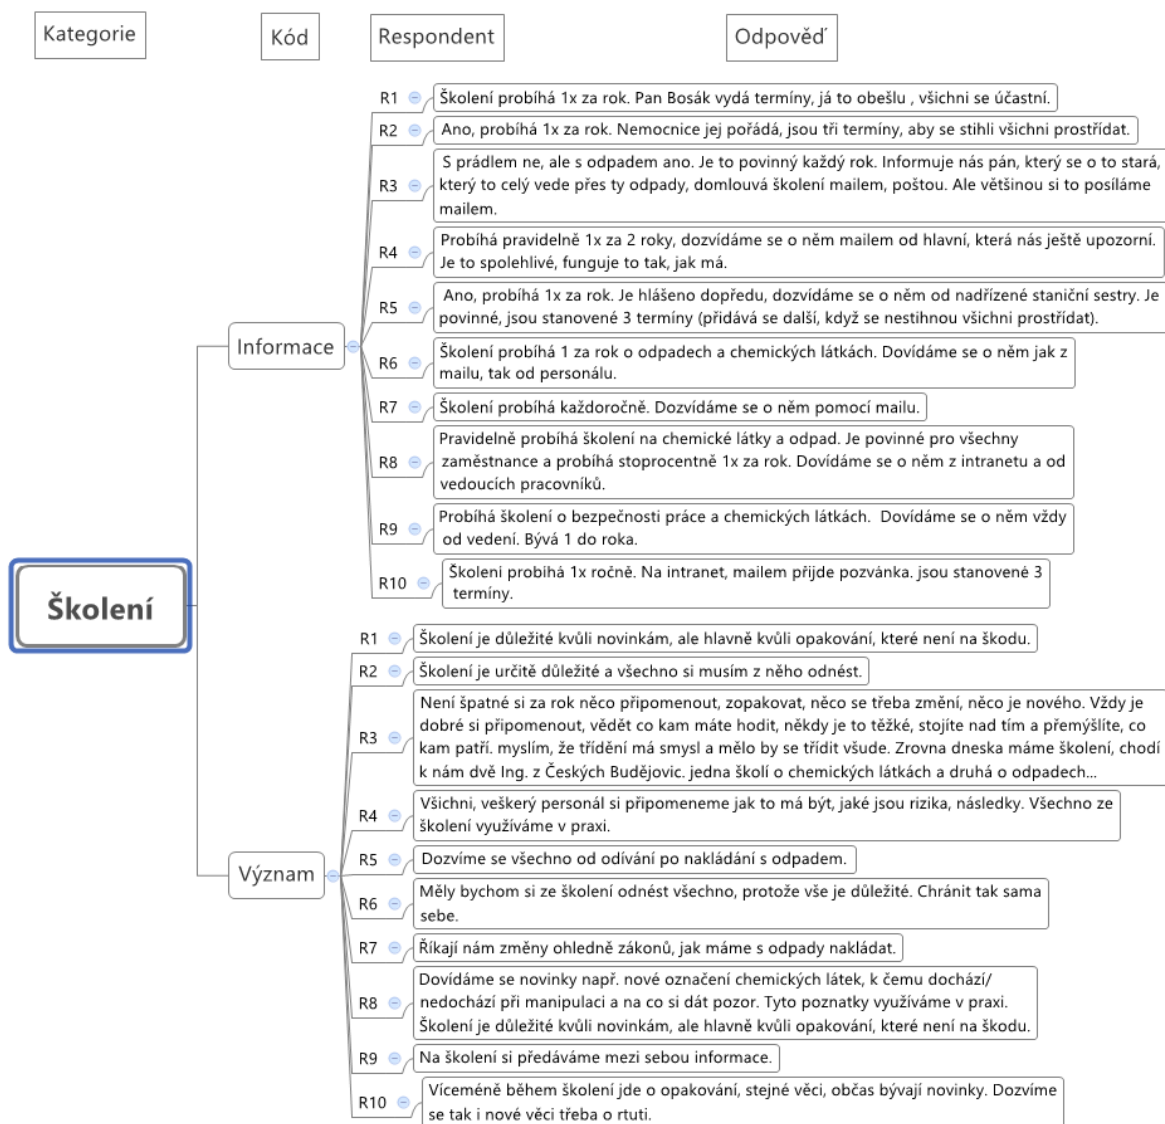 Kategorie
Kód
Respondent
Odpověď
R1
Školení probíhá 1x za rok. Pan Bosák vydá termíny, já to obešlu , všichni se účastní.
R2
Ano, probíhá 1x za rok. Nemocnice jej pořádá, jsou tři termíny, aby se stihli všichni prostřídat.
R3
S prádlem ne, ale s odpadem ano. Je to povinný každý rok. Informuje nás pán, který se o to stará,
který to celý vede přes ty odpady, domlouvá školení mailem, poštou. Ale většinou si to posíláme
mailem.
R4
Probíhá pravidelně 1x za 2 roky, dozvídáme se o něm mailem od hlavní, která nás ještě upozorní.
Je to spolehlivé, funguje to tak, jak má.
R5
Ano, probíhá 1x za rok. Je hlášeno dopředu, dozvídáme se o něm od nadřízené staniční sestry. Je
povinné, jsou stanovené 3 termíny (přidává se další, když se nestihnou všichni prostřídat).
Informace
R6
Školení probíhá 1 za rok o odpadech a chemických látkách. Dovídáme se o něm jak z
mailu, tak od personálu.
R7
Školení probíhá každoročně. Dozvídáme se o něm pomocí mailu.
R8
Pravidelně probíhá školení na chemické látky a odpad. Je povinné pro všechny
zaměstnance a probíhá stoprocentně 1x za rok. Dovídáme se o něm z intranetu a od
vedoucích pracovníků.
R9
Probíhá školení o bezpečnosti práce a chemických látkách. Dovídáme se o něm vždy
od vedení. Bývá 1 do roka.
R10
Školeni probíhá 1x ročně. Na intranet, mailem přijde pozvánka. jsou stanovené 3
termíny.
Školení
R1
Školení je důležité kvůli novinkám, ale hlavně kvůli opakování, které není na škodu.
R2
Školení je určitě důležité a všechno si musím z něho odnést.
R3
Není špatné si za rok něco připomenout, zopakovat, něco se třeba změní, něco je nového. Vždy je
dobré si připomenout, vědět co kam máte hodit, někdy je to těžké, stojíte nad tím a přemýšlíte, co
kam patří. myslím, že třídění má smysl a mělo by se třídit všude. Zrovna dneska máme školení, chodí
k nám dvě Ing. z Českých Budějovic. jedna školí o chemických látkách a druhá o odpadech...
R4
Všichni, veškerý personál si připomeneme jak to má být, jaké jsou rizika, následky. Všechno ze
školení využíváme v praxi.
R5
Dozvíme se všechno od odívání po nakládání s odpadem.
Význam
R6
Měly bychom si ze školení odnést všechno, protože vše je důležité. Chránit tak sama
sebe.
R7
Říkají nám změny ohledně zákonů, jak máme s odpady nakládat.
R8
Dovídáme se novinky např. nové označení chemických látek, k čemu dochází/
nedochází při manipulaci a na co si dát pozor. Tyto poznatky využíváme v praxi.
Školení je důležité kvůli novinkám, ale hlavně kvůli opakování, které není na škodu.
R9
Na školení si předáváme mezi sebou informace.
R10
Víceméně během školení jde o opakování, stejné věci, občas bývají novinky. Dozvíme
se tak i nové věci třeba o rtuti.